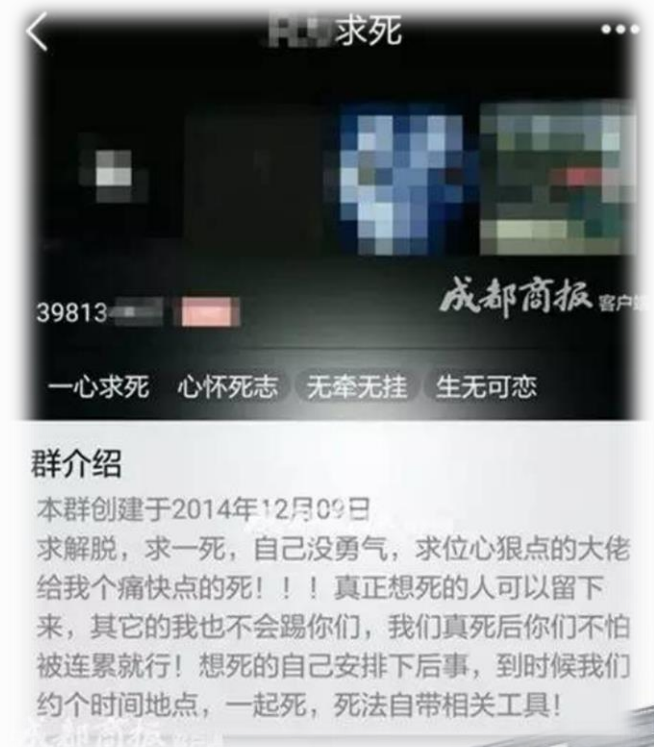 求死
39813
成都商报 客户端
一心求死 心怀死志 无牵无挂 生无可恋
群介绍
本群创建于2014年12月09日
求解脱，求一死，自己没勇气，求位心狠点的大佬
给我个痛快点的死！！！真正想死的人可以留下
来，其它的我也不会踢你们，我们真死后你们不怕
被连累就行！想死的自己安排下后事，到时候我们
约个时间地点，一起死，死法自带相关工具！
成都商报